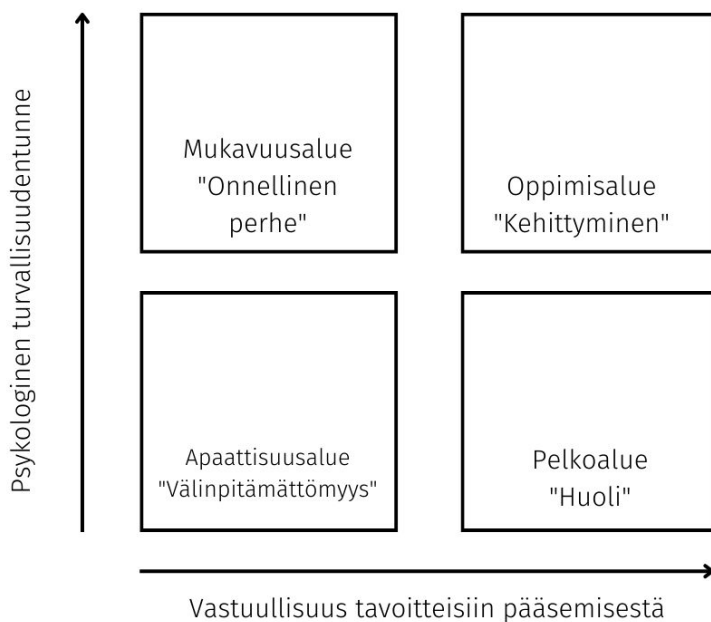 Psykologinen turvallisuudentunne
Mukavuusalue
"Onnellinen
perhe"
Oppimisalue
"Kehittyminen"
Apaattisuusalue
"Välinpitämättömyys"
Pelkoalue
"Huoli"
Vastuullisuus tavoitteisiin pääsemisestä